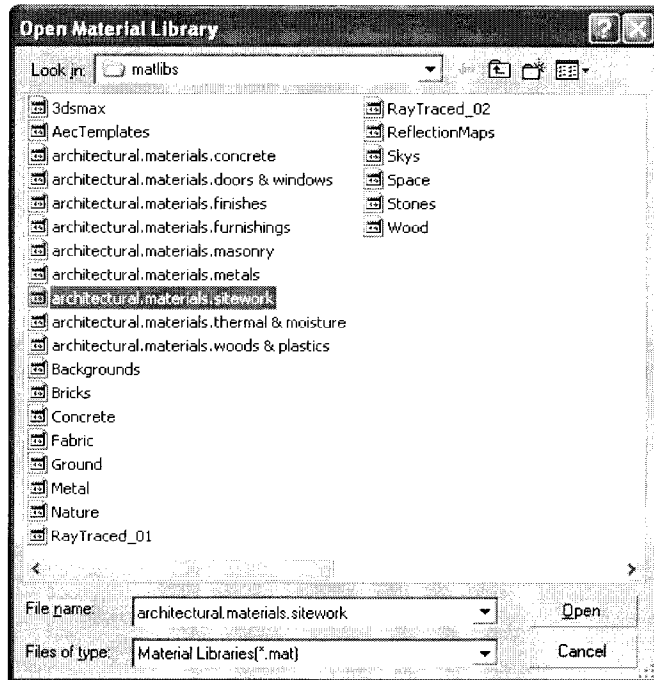 Open Material Library
Look in: matlibs
3dsmax
AecTemplates
architectural.materials.concrete
architectural.materials.doors & windows
architectural.materials.finishes
architectural.materials.furnishings
architectural.materials.masonry
architectural.materials.metals
architectural.materials.sitework
architectural.materials.thermal & moisture
architectural.materials.woods & plastics
Backgrounds
Bricks
Concrete
Fabric
Ground
Metal
Nature
RayTraced_01
RayTraced_02
ReflectionMaps
Skys
Space
Stones
Wood
File name: architectural.materials.sitework Open
Files of type: Material Libraries(*.mat) Cancel